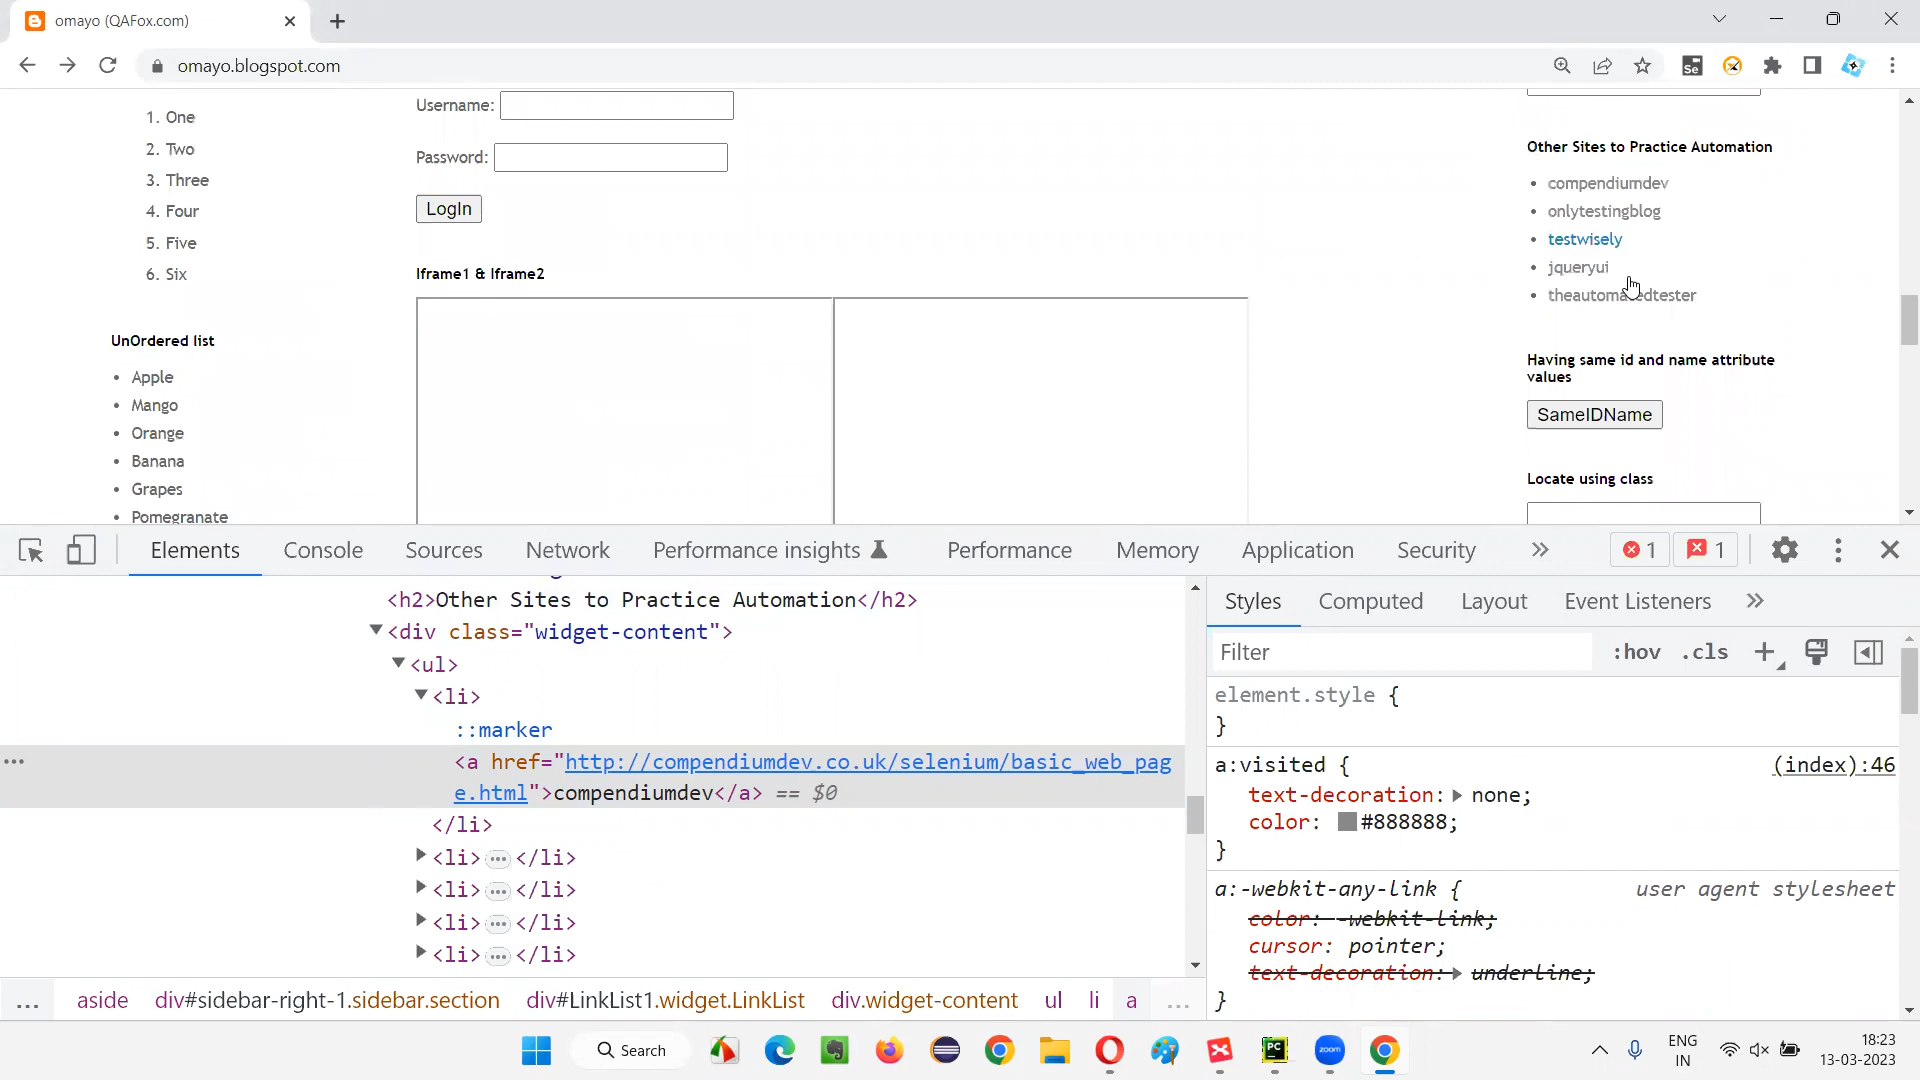 omayo (QAFox.com)
omayo.blogspot.com
1. One
2. Two
3. Three
4. Four
5. Five
6. Six
UnOrdered list
• Apple
• Mango
• Orange
• Banana
• Grapes
• Pomegranate
Username:
Password:
LogIn
Iframe1 & Iframe2
Other Sites to Practice Automation
• compendiumdev
• onlytestingblog
• testwisely
• jqueryui
• theautomatedtester
Having same id and name attribute
values
SameIDName
Locate using class
Elements Console Sources Network Performance insights Performance Memory Application Security » 1 1
<h2>Other Sites to Practice Automation</h2>
<div class="widget-content">
<ul>
<li>
::marker
<a href="http://compendiumdev.co.uk/selenium/basic_web_pag
e.html">compendiumdev</a> == $0
</li>
<li>…</li>
<li>…</li>
<li>…</li>
<li>…</li>
... aside div#sidebar-right-1.sidebar.section div#LinkList1.widget.LinkList div.widget-content ul li a ...
Styles Computed Layout Event Listeners »
Filter :hov .cls +
element.style {
}
a:visited { (index):46
text-decoration: none;
color: #888888;
}
a:-webkit-any-link { user agent stylesheet
color: -webkit-link;
cursor: pointer;
text-decoration: underline;
}
Search
Se
PC
zoom
ENG
IN
18:23
13-03-2023